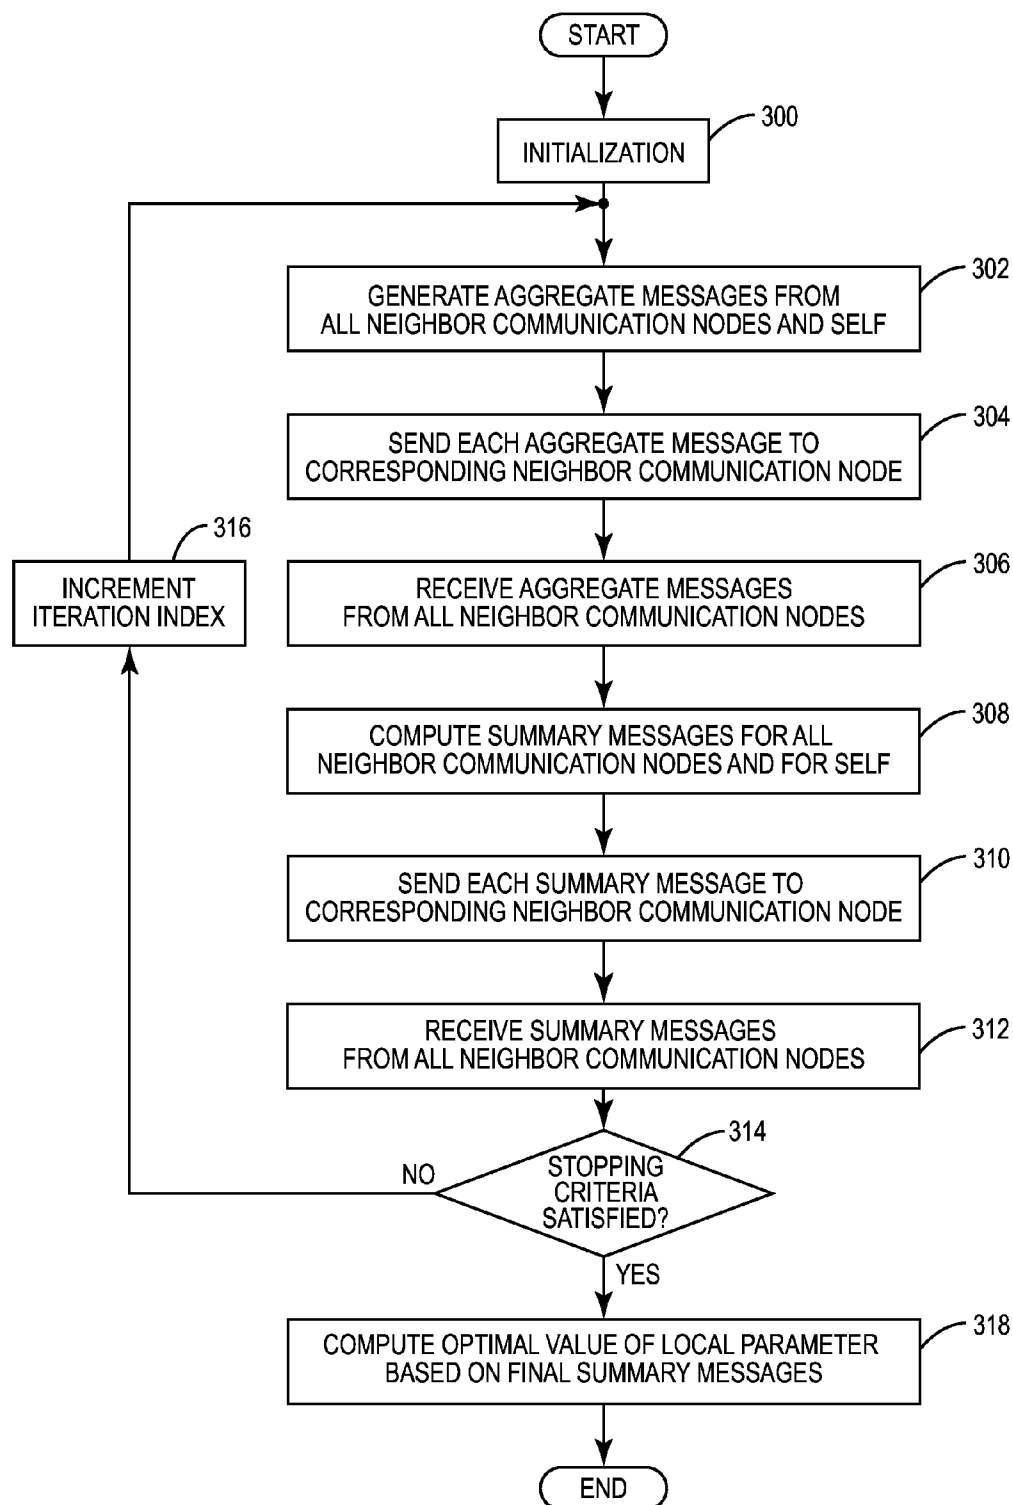 START
300
INITIALIZATION
302
GENERATE AGGREGATE MESSAGES FROM
ALL NEIGHBOR COMMUNICATION NODES AND SELF
304
SEND EACH AGGREGATE MESSAGE TO
CORRESPONDING NEIGHBOR COMMUNICATION NODE
316
INCREMENT
ITERATION INDEX
306
RECEIVE AGGREGATE MESSAGES
FROM ALL NEIGHBOR COMMUNICATION NODES
308
COMPUTE SUMMARY MESSAGES FOR ALL
NEIGHBOR COMMUNICATION NODES AND FOR SELF
310
SEND EACH SUMMARY MESSAGE TO
CORRESPONDING NEIGHBOR COMMUNICATION NODE
312
RECEIVE SUMMARY MESSAGES
FROM ALL NEIGHBOR COMMUNICATION NODES
314
NO
STOPPING
CRITERIA
SATISFIED?
YES
318
COMPUTE OPTIMAL VALUE OF LOCAL PARAMETER
BASED ON FINAL SUMMARY MESSAGES
END